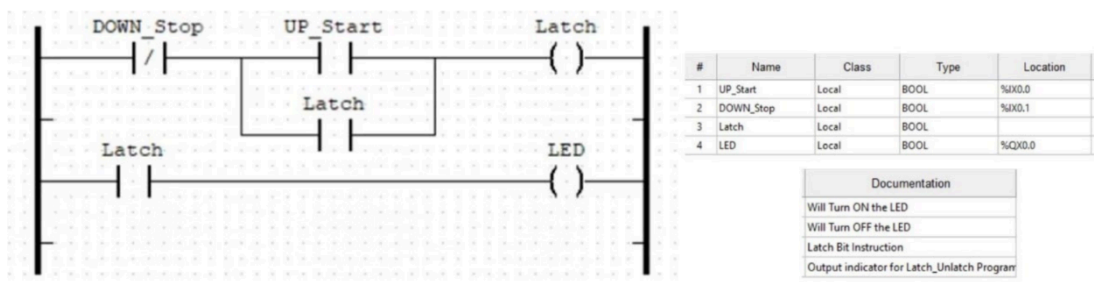 DOWN_Stop UP_Start Latch
/
Latch
Latch LED
# Name Class Type Location
1 UP_Start Local BOOL %IX0.0
2 DOWN_Stop Local BOOL %IX0.1
3 Latch Local BOOL
4 LED Local BOOL %QX0.0
Documentation
Will Turn ON the LED
Will Turn OFF the LED
Latch Bit Instruction
Output indicator for Latch_Unlatch Program